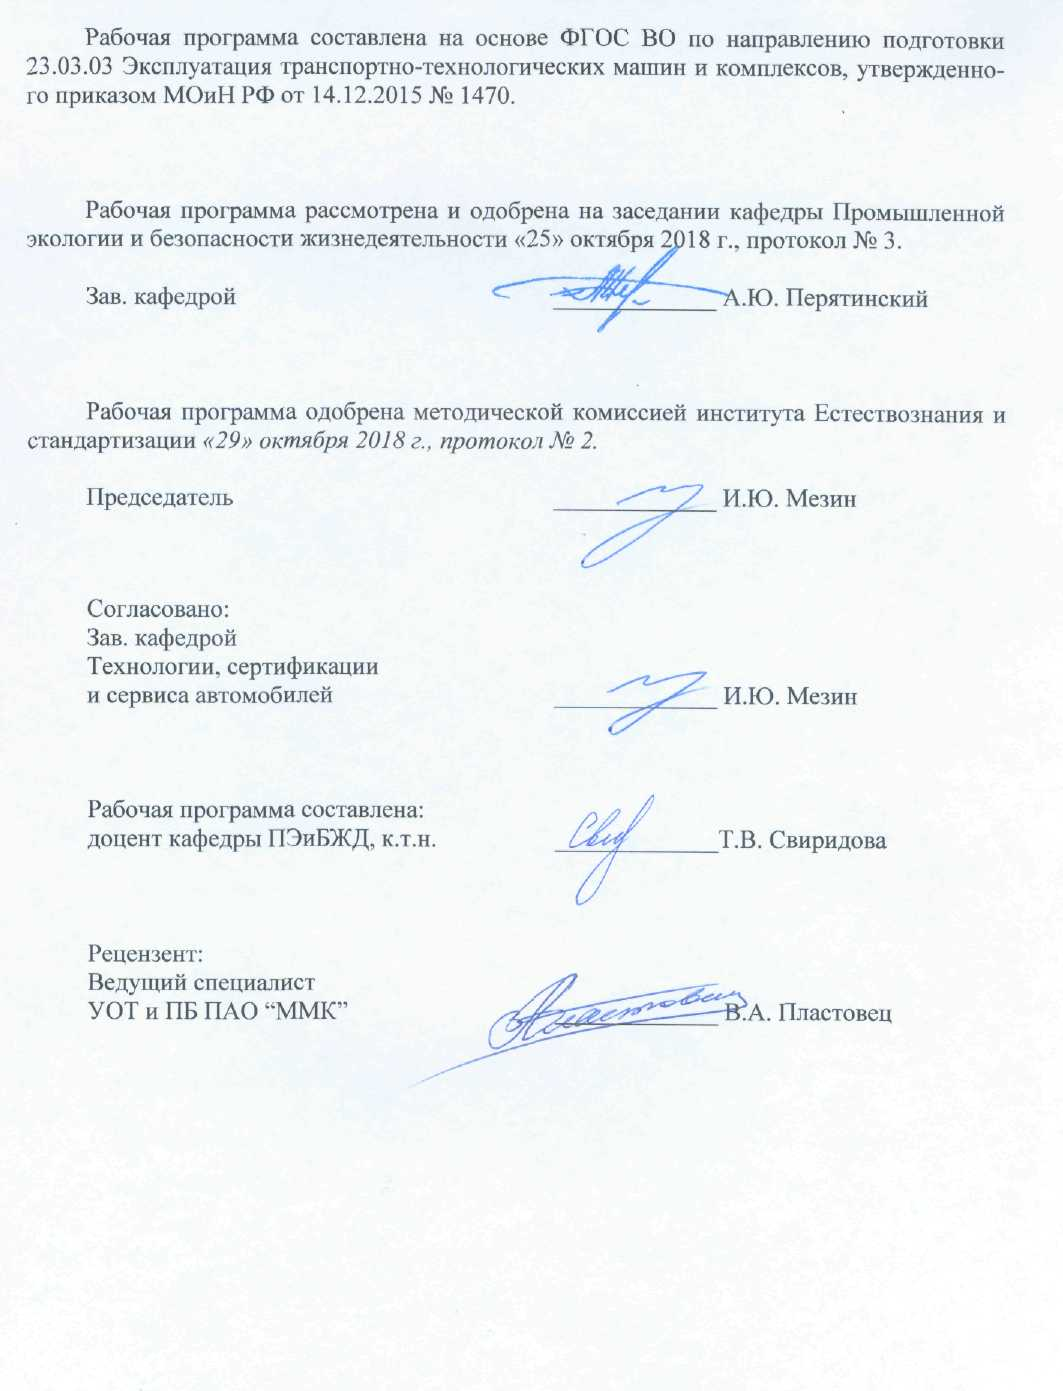 Рабочая программа составлена на основе ФГОС ВО по направлению подготовки
23.03.03 Эксплуатация транспортно-технологических машин и комплексов, утвержденно-
го приказом МОиН РФ от 14.12.2015 № 1470.
Рабочая программа рассмотрена и одобрена на заседании кафедры Промышленной
экологии и безопасности жизнедеятельности «25» октября 2018 г., протокол № 3.
Зав. кафедрой А.Ю. Перятинский
Рабочая программа одобрена методической комиссией института Естествознания и
стандартизации «29» октября 2018 г., протокол № 2.
Председатель И.Ю. Мезин
Согласовано:
Зав. кафедрой
Технологии, сертификации
и сервиса автомобилей И.Ю. Мезин
Рабочая программа составлена:
доцент кафедры ПЭиБЖД, к.т.н. Т.В. Свиридова
Рецензент:
Ведущий специалист
УОТ и ПБ ПАО “ММК” В.А. Пластовец